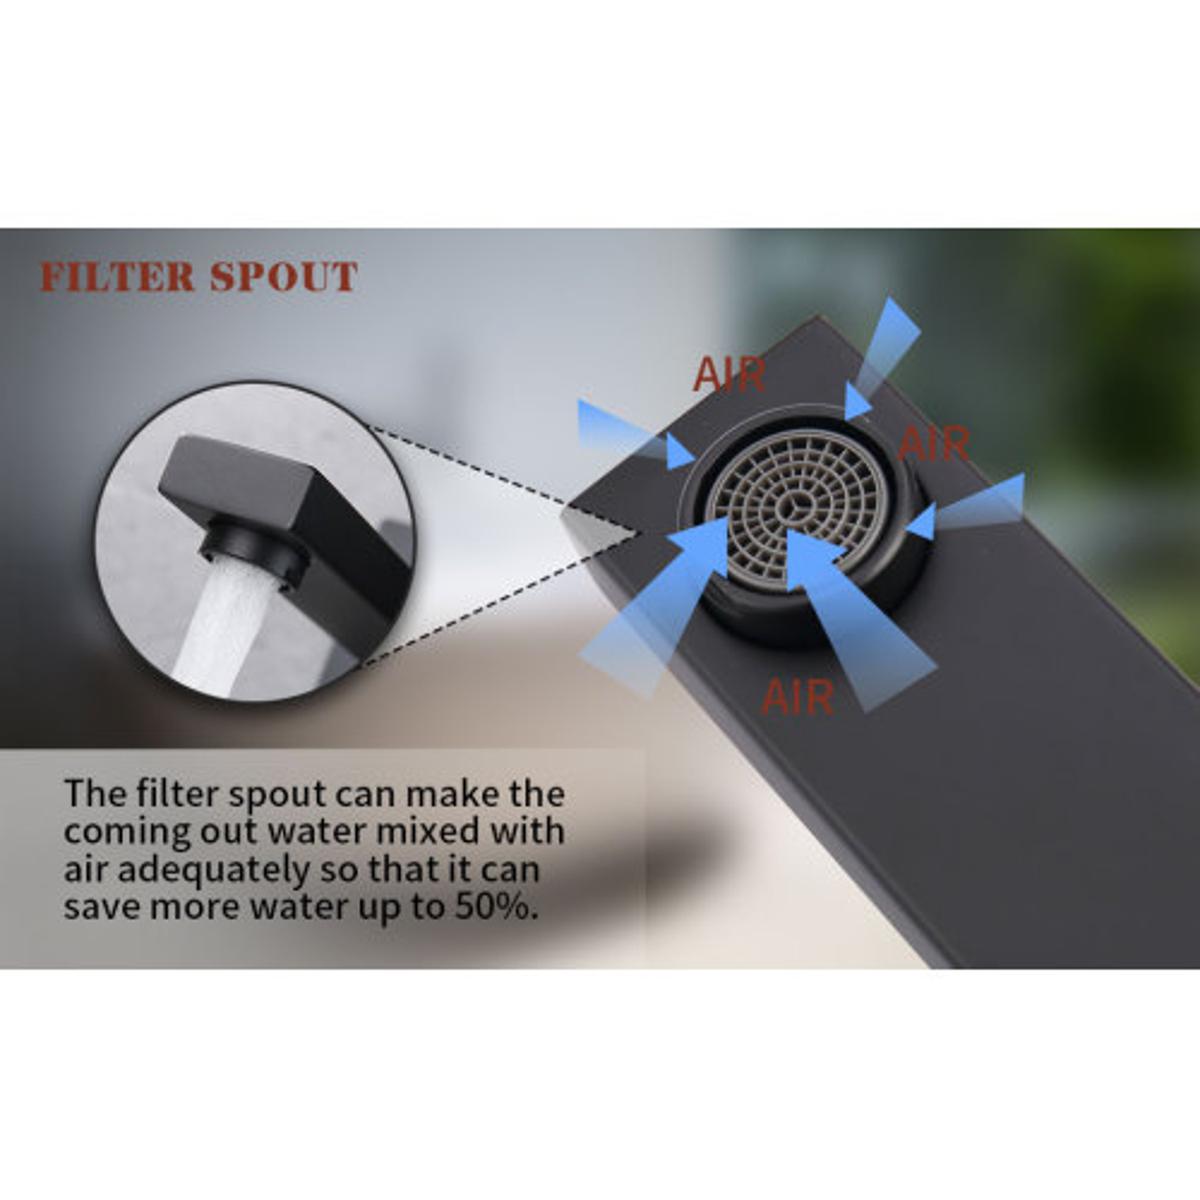 FILTER SPOUT
AIR
AIR
AIR
The filter spout can make the
coming out water mixed with
air adequately so that it can
save more water up to 50%.